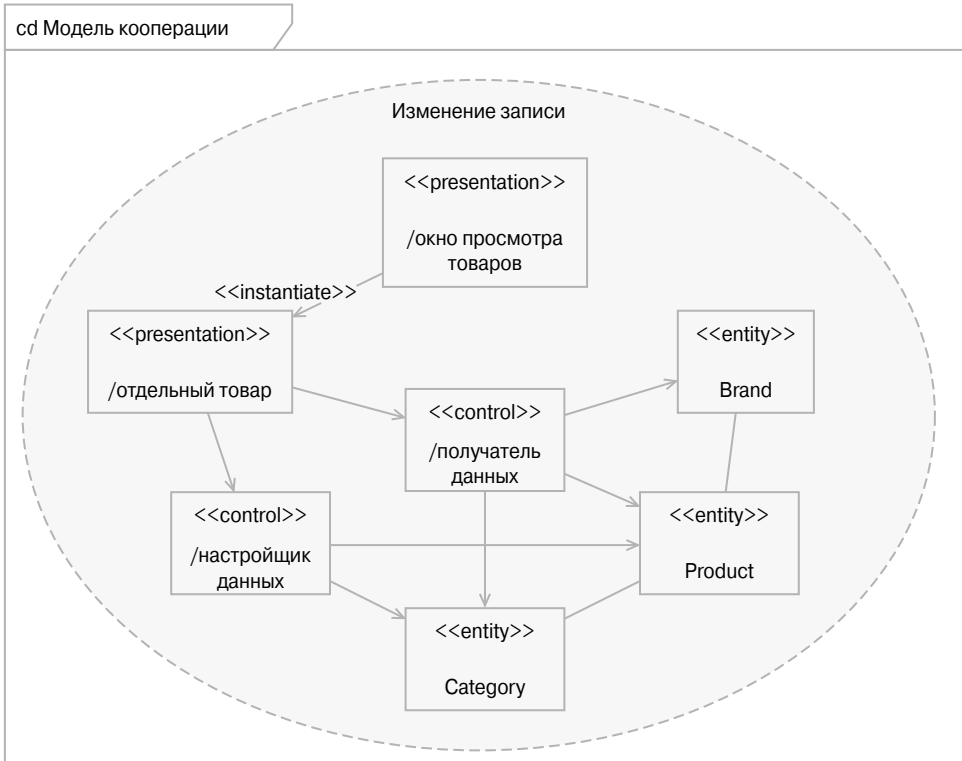 cd Модель кооперации
Изменение записи
<<presentation>>
/окно просмотра
товаров
<<instantiate>>
<<presentation>>
/отдельный товар
<<entity>>
Brand
<<control>>
/получатель
данных
<<control>>
/настройщик
данных
<<entity>>
Product
<<entity>>
Category